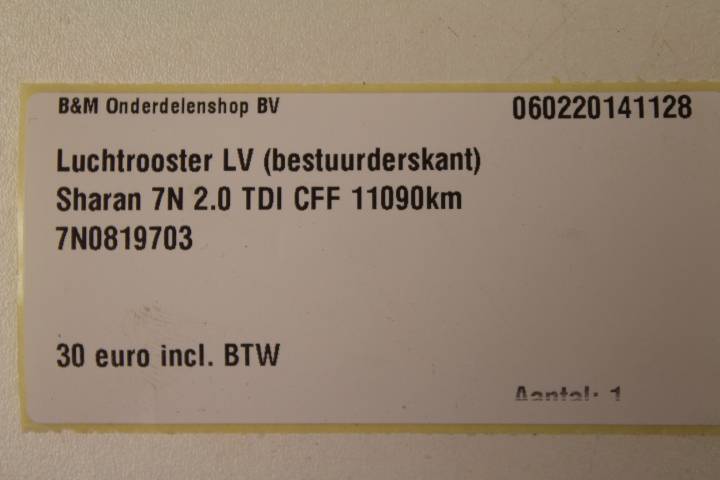 B&M Onderdelenshop BV 060220141128
Luchtrooster LV (bestuurderskant)
Sharan 7N 2.0 TDI CFF 11090km
7N0819703
30 euro incl. BTW
Aantal: 1